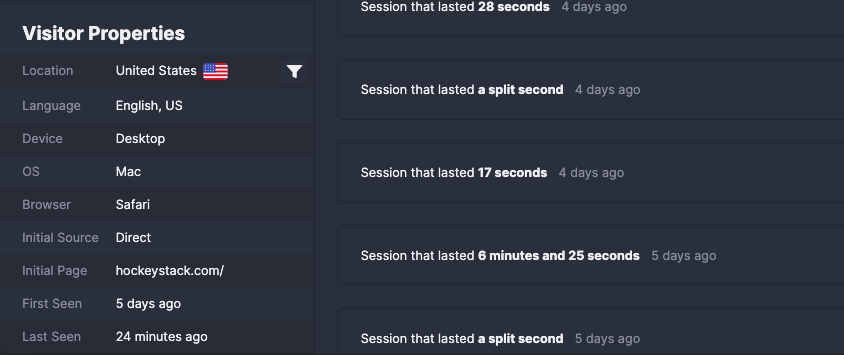 Visitor Properties
Location United States
Language English, US
Device Desktop
OS Mac
Browser Safari
Initial Source Direct
Initial Page hockeystack.com/
First Seen 5 days ago
Last Seen 24 minutes ago
Session that lasted 28 seconds 4 days ago
Session that lasted a split second 4 days ago
Session that lasted 17 seconds 4 days ago
Session that lasted 6 minutes and 25 seconds 5 days ago
Session that lasted a split second 5 days ago